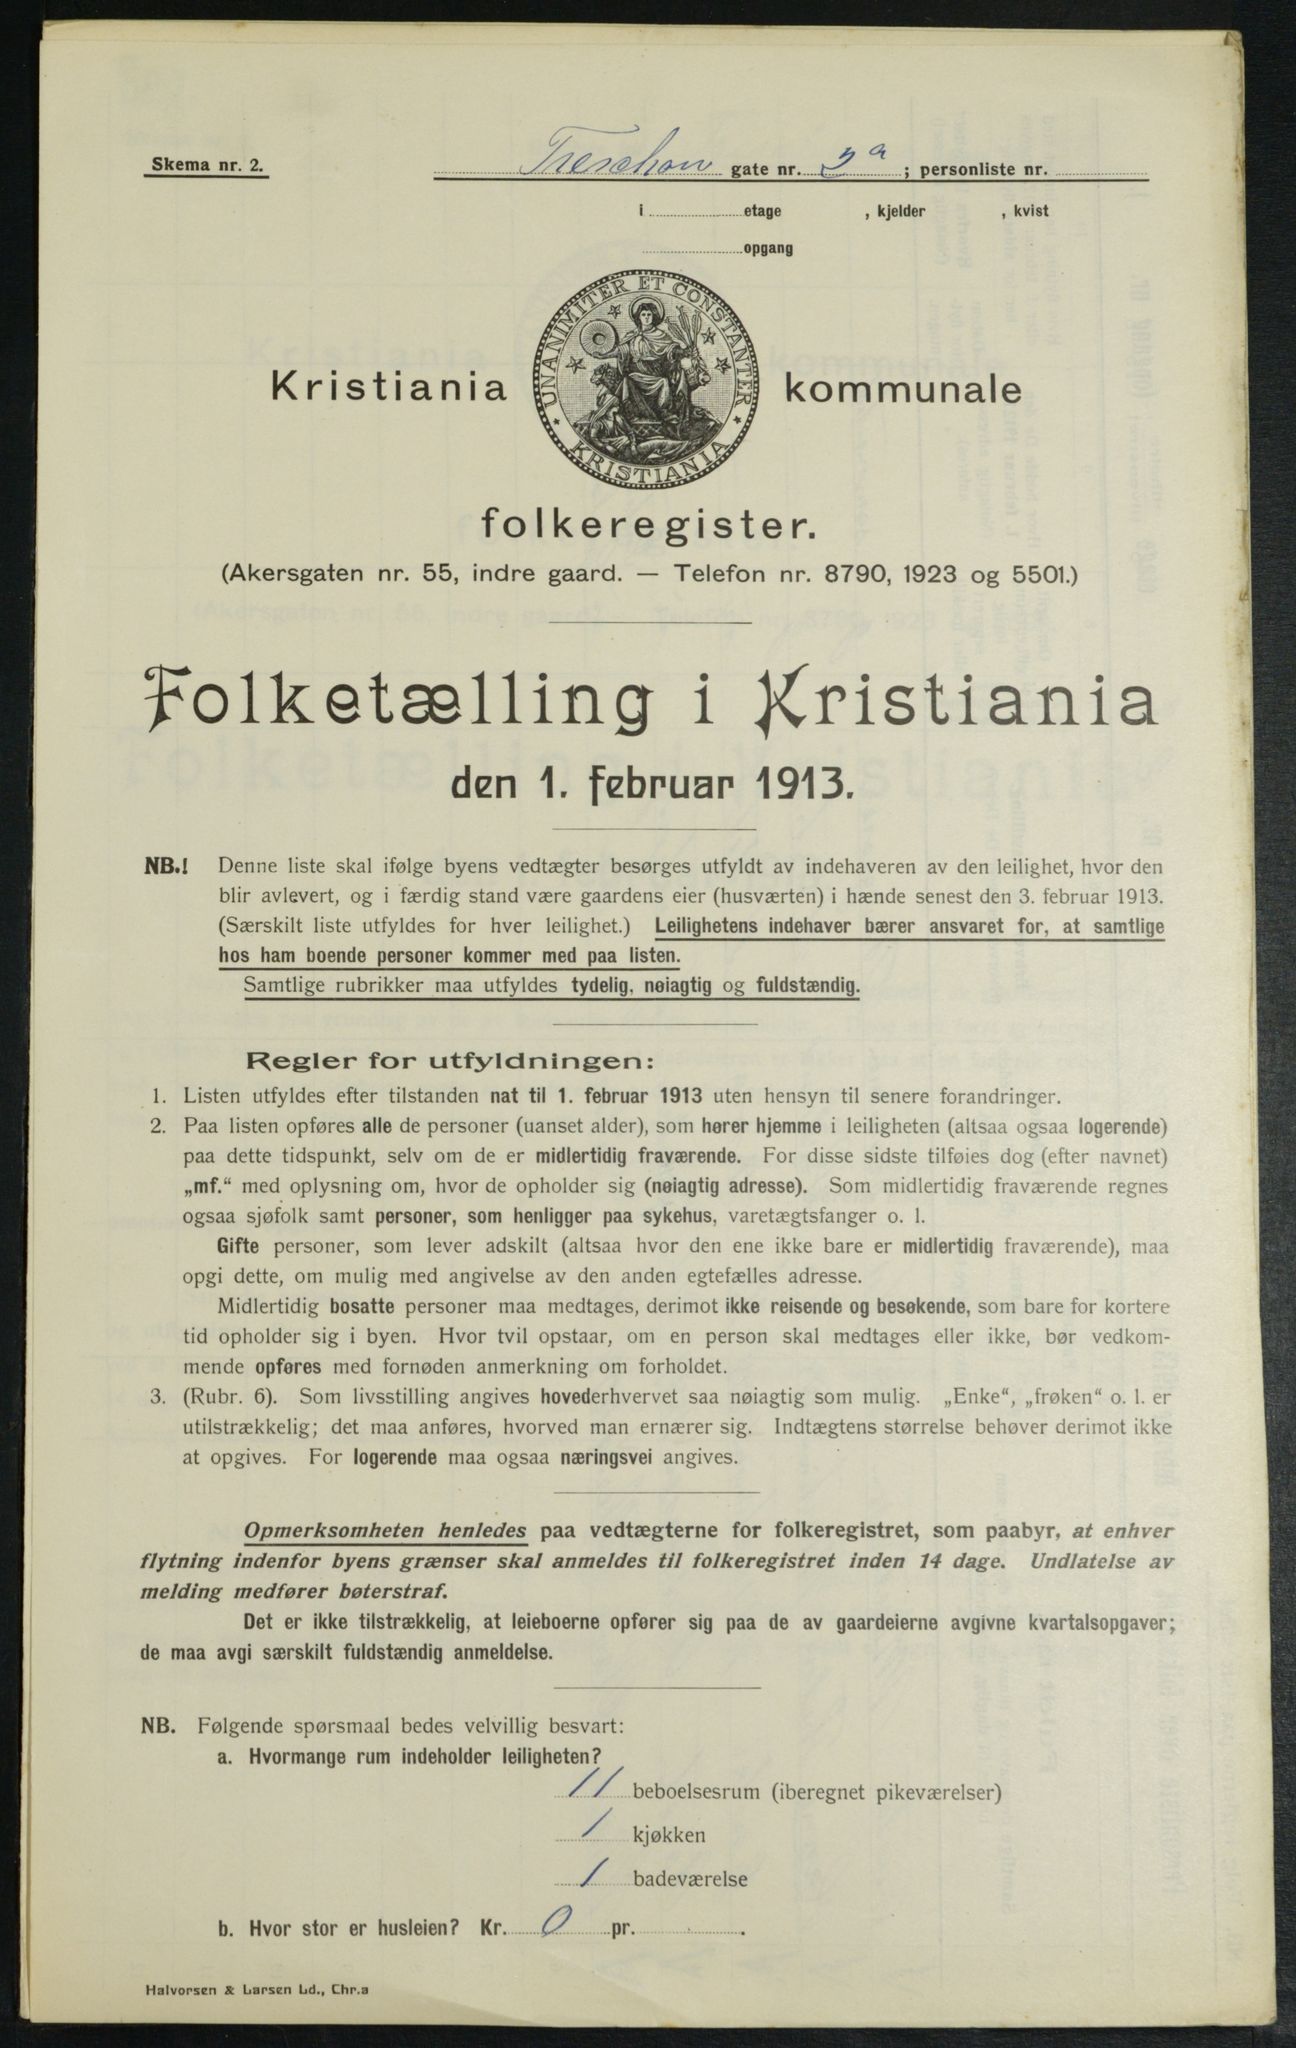 Skema nr. 2.
Treschow gate nr. 2a; personliste nr.
i etage , kjelder , kvist
opgang
UNANIMITER ET CONSTANTER
KRISTIANIA
Kristiania kommunale
folkeregister.
(Akersgaten nr. 55, indre gaard. — Telefon nr. 8790, 1923 og 5501.)
Folketælling i Kristiania
den 1. februar 1913.
NB.! Denne liste skal ifølge byens vedtægter besørges utfyldt av indehaveren av den leilighet, hvor den
blir avlevert, og i færdig stand være gaardens eier (husværten) i hænde senest den 3. februar 1913.
(Særskilt liste utfyldes for hver leilighet.) Leilighetens indehaver bærer ansvaret for, at samtlige
hos ham boende personer kommer med paa listen.
Samtlige rubrikker maa utfyldes tydelig, nøiagtig og fuldstændig.
Regler for utfyldningen:
1. Listen utfyldes efter tilstanden nat til 1. februar 1913 uten hensyn til senere forandringer.
2. Paa listen opføres alle de personer (uanset alder), som hører hjemme i leiligheten (altsaa ogsaa logerende)
paa dette tidspunkt, selv om de er midlertidig fraværende. For disse sidste tilføies dog (efter navnet)
„mf.“ med oplysning om, hvor de opholder sig (nøiagtig adresse). Som midlertidig fraværende regnes
ogsaa sjøfolk samt personer, som henligger paa sykehus, varetægtsfanger o. l.
Gifte personer, som lever adskilt (altsaa hvor den ene ikke bare er midlertidig fraværende), maa
opgi dette, om mulig med angivelse av den anden egtefælles adresse.
Midlertidig bosatte personer maa medtages, derimot ikke reisende og besøkende, som bare for kortere
tid opholder sig i byen. Hvor tvil opstaar, om en person skal medtages eller ikke, bør vedkom-
mende opføres med fornøden anmerkning om forholdet.
3. (Rubr. 6). Som livsstilling angives hovederhvervet saa nøiagtig som mulig. „Enke“, „frøken“ o. l. er
utilstrækkelig; det maa anføres, hvorved man ernærer sig. Indtægtens størrelse behøver derimot ikke
at opgives. For logerende maa ogsaa næringsvei angives.
Opmerksomheten henledes paa vedtægterne for folkeregistret, som paabyr, at enhver
flytning indenfor byens grænser skal anmeldes til folkeregistret inden 14 dage. Undlatelse av
melding medfører bøterstraf.
Det er ikke tilstrækkelig, at leieboerne opfører sig paa de av gaardeierne avgivne kvartalsopgaver;
de maa avgi særskilt fuldstændig anmeldelse.
NB. Følgende spørsmaal bedes velvillig besvart:
a. Hvormange rum indeholder leiligheten?
11 beboelsesrum (iberegnet pikeværelser)
1 kjøkken
1 badeværelse
b. Hvor stor er husleien? Kr. 0 pr. .
Halvorsen & Larsen Ld., Chr.a